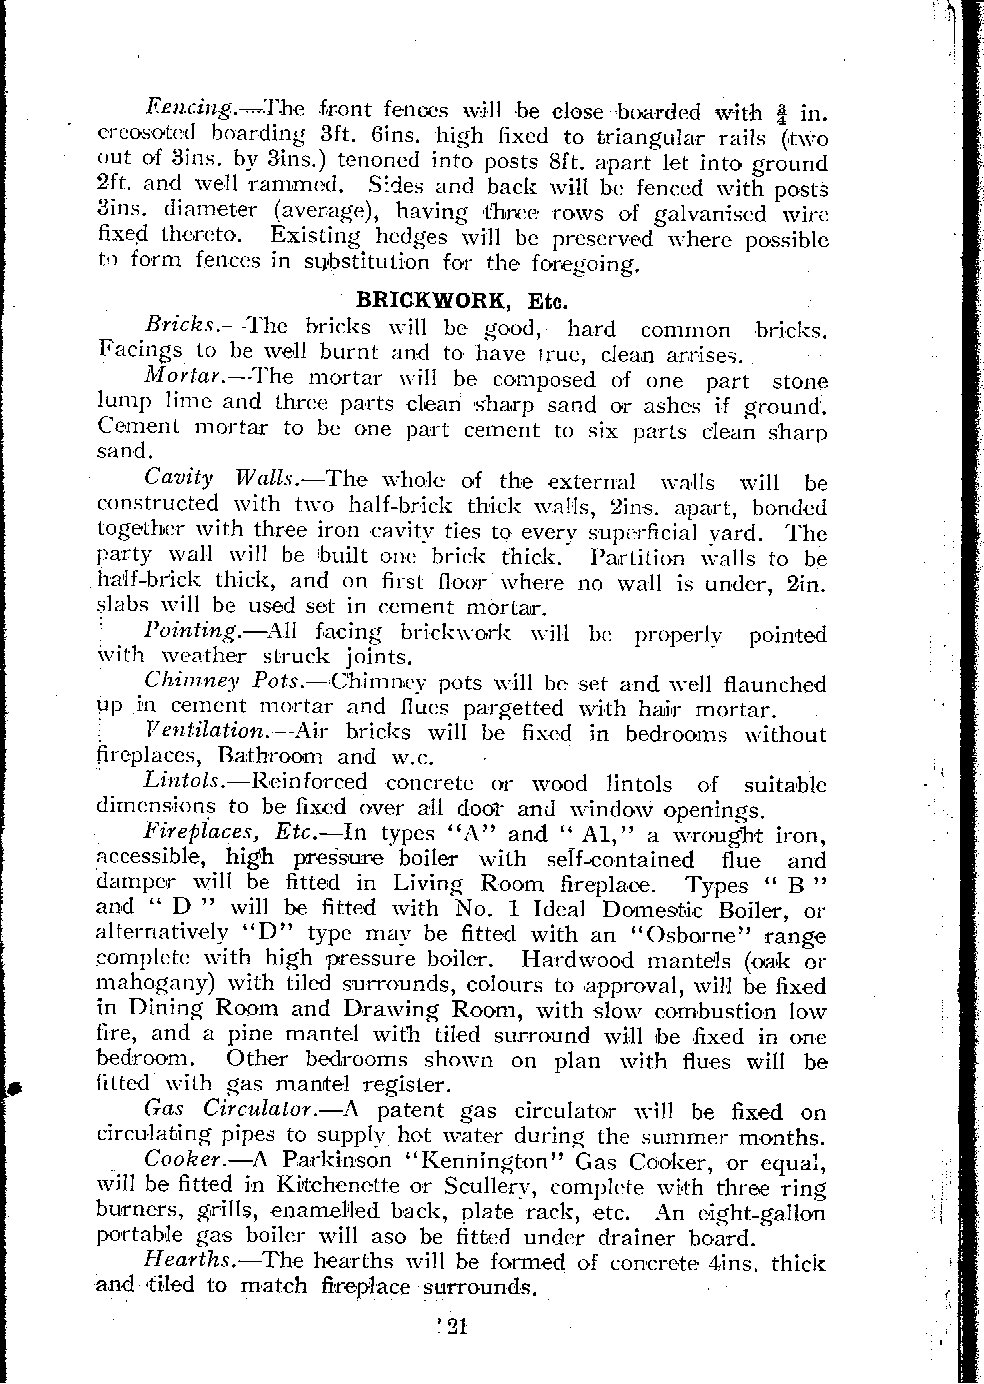 Fencing.—The front fences will be close boarded with ¾ in.
creosoted boarding 3ft. 6ins. high fixed to triangular rails (two
out of 3ins. by 3ins.) tenoned into posts 8ft. apart let into ground
2ft. and well rammed. Sides and back will be fenced with posts
3ins. diameter (average), having three rows of galvanised wire
fixed thereto. Existing hedges will be preserved where possible
to form fences in substitution for the foregoing.
BRICKWORK, Etc.
Bricks.—The bricks will be good, hard common bricks.
Facings to be well burnt and to have true, clean arrises.
Mortar.—The mortar will be composed of one part stone
lump lime and three parts clean sharp sand or ashes if ground.
Cement mortar to be one part cement to six parts clean sharp
sand.
Cavity Walls.—The whole of the external walls will be
constructed with two half-brick thick walls, 2ins. apart, bonded
together with three iron cavity ties to every superficial yard. The
party wall will be built one brick thick. Partition walls to be
half-brick thick, and on first floor where no wall is under, 2in.
slabs will be used set in cement mortar.
Pointing.—All facing brickwork will be properly pointed
with weather struck joints.
Chimney Pots.—Chimney pots will be set and well flaunched
up in cement mortar and flues pargetted with hair mortar.
Ventilation.—Air bricks will be fixed in bedrooms without
fireplaces, Bathroom and w.c.
Lintols.—Reinforced concrete or wood lintols of suitable
dimensions to be fixed over all door and window openings.
Fireplaces, Etc.—In types "A" and " A1," a wrought iron,
accessible, high pressure boiler with self-contained flue and
damper will be fitted in Living Room fireplace. Types " B "
and " D " will be fitted with No. 1 Ideal Domestic Boiler, or
alternatively "D" type may be fitted with an "Osborne" range
complete with high pressure boiler. Hardwood mantels (oak or
mahogany) with tiled surrounds, colours to approval, will be fixed
in Dining Room and Drawing Room, with slow combustion low
fire, and a pine mantel with tiled surround will be fixed in one
bedroom. Other bedrooms shown on plan with flues will be
fitted with gas mantel register.
Gas Circulator.—A patent gas circulator will be fixed on
circulating pipes to supply hot water during the summer months.
Cooker.—A Parkinson "Kennington" Gas Cooker, or equal,
will be fitted in Kitchenette or Scullery, complete with three ring
burners, grills, enamelled back, plate rack, etc. An eight-gallon
portable gas boiler will aso be fitted under drainer board.
Hearths.—The hearths will be formed of concrete 4ins. thick
and tiled to match fireplace surrounds.
21